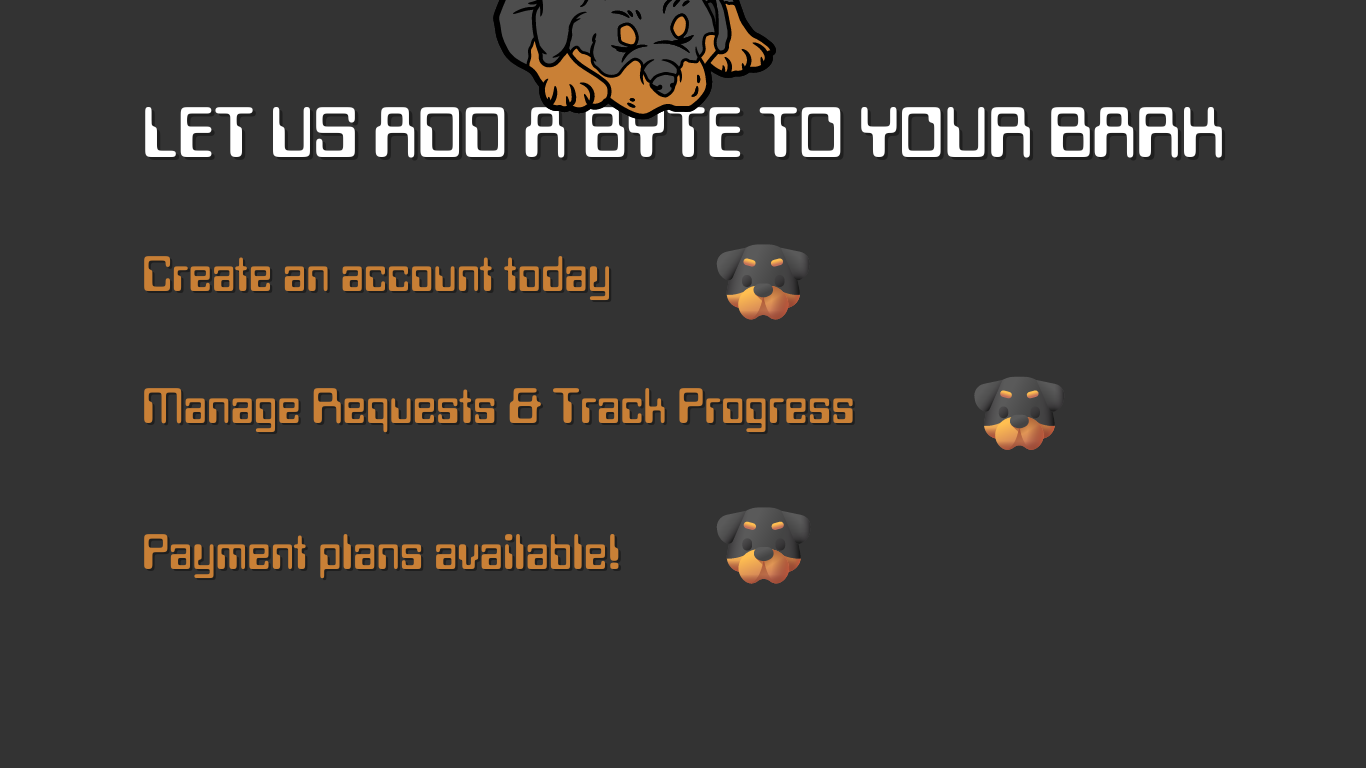 LET US ADD A BYTE TO YOUR BARK
Create an account today
Manage Requests & Track Progress
Payment plans available!